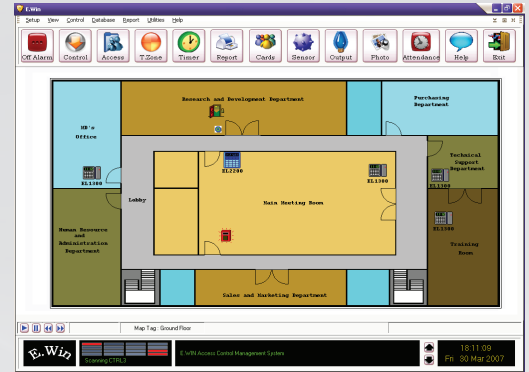 E.Win
Setup View Control Database Report Utilities Help
Off Alarm Control Access T.Zone Timer Report Cards Sensor Output Photo Attendance Help Exit
Research and Development Department
Purchasing
Department
MD's
Office
EL1300
EL2200
EL1300
Technical
Support
Department
EL1300
Lobby
Main Meeting Room
EL1300
Human Resource
and
Administration
Department
Training
Room
Sales and Marketing Department
Map Tag : Ground Floor
E.Win
Scanning CTRL3
E.WIN Access Control Management System
18:11:09
Fri 30 Mar 2007